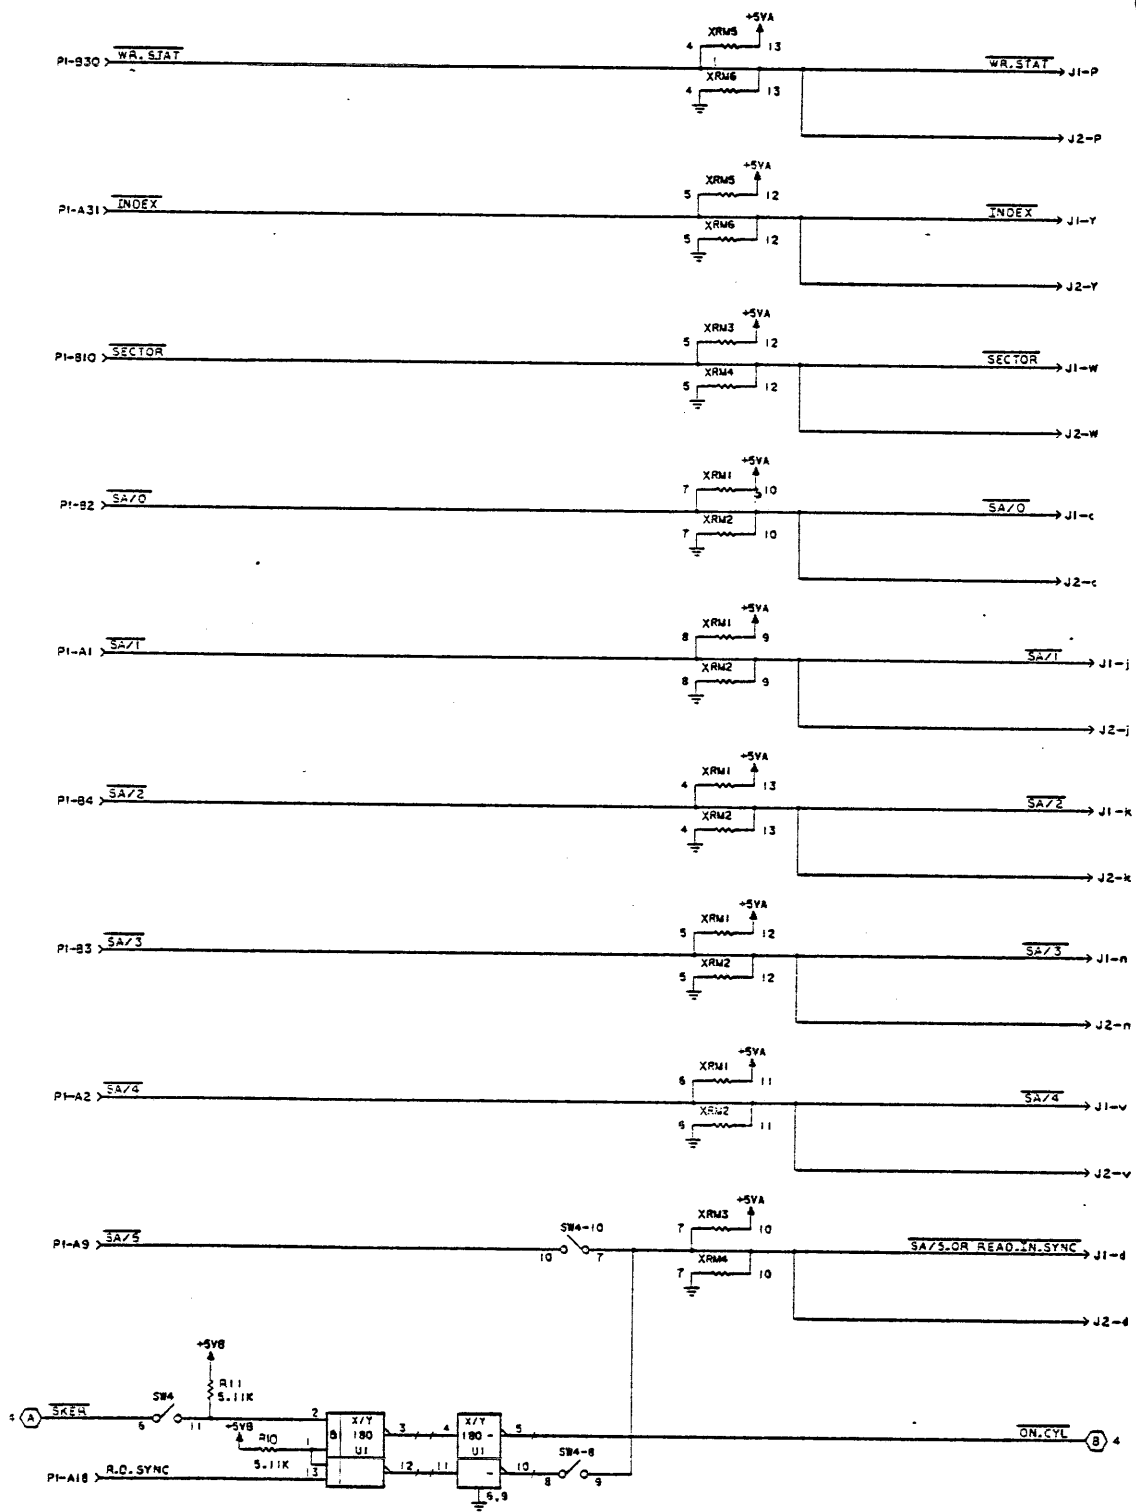 +5VA
XRM5
P1-B30 WR.STAT 4 13 WR.STAT J1-P
XRM6
4 13
J2-P
+5VA
XRM5
5 12
P1-A31 INDEX INDEX J1-Y
XRM6
5 12
J2-Y
+5VA
XRM3
5 12
P1-B10 SECTOR SECTOR J1-W
XRM4
5 12
J2-W
+5VA
XRM1
7 10
P1-B2 SA/0 SA/0 J1-c
XRM2
7 10
J2-c
+5VA
XRM1
8 9
P1-A1 SA/1 SA/1 J1-j
XRM2
8 9
J2-j
+5VA
XRM1
4 13
P1-B4 SA/2 SA/2 J1-k
XRM2
4 13
J2-k
+5VA
XRM1
5 12
P1-B3 SA/3 SA/3 J1-n
XRM2
5 12
J2-n
+5VA
XRM1
6 11
P1-A2 SA/4 SA/4 J1-v
XRM2
6 11
J2-v
+5VA
XRM3
7 10
P1-A9 SA/5 SW4-10 SA/5.OR READ.IN.SYNC J1-d
10 7
XRM4
7 10
J2-d
+5VB
R11
5.11K
A SKER SW4
6 11 2 X/Y X/Y
+5VB
R10 1 180 3 4 180 5 ON.CYL B 4
5.11K U1 U1
SW4-8
P1-A18 R.D.SYNC 13 12 11 10 8 9
6,9